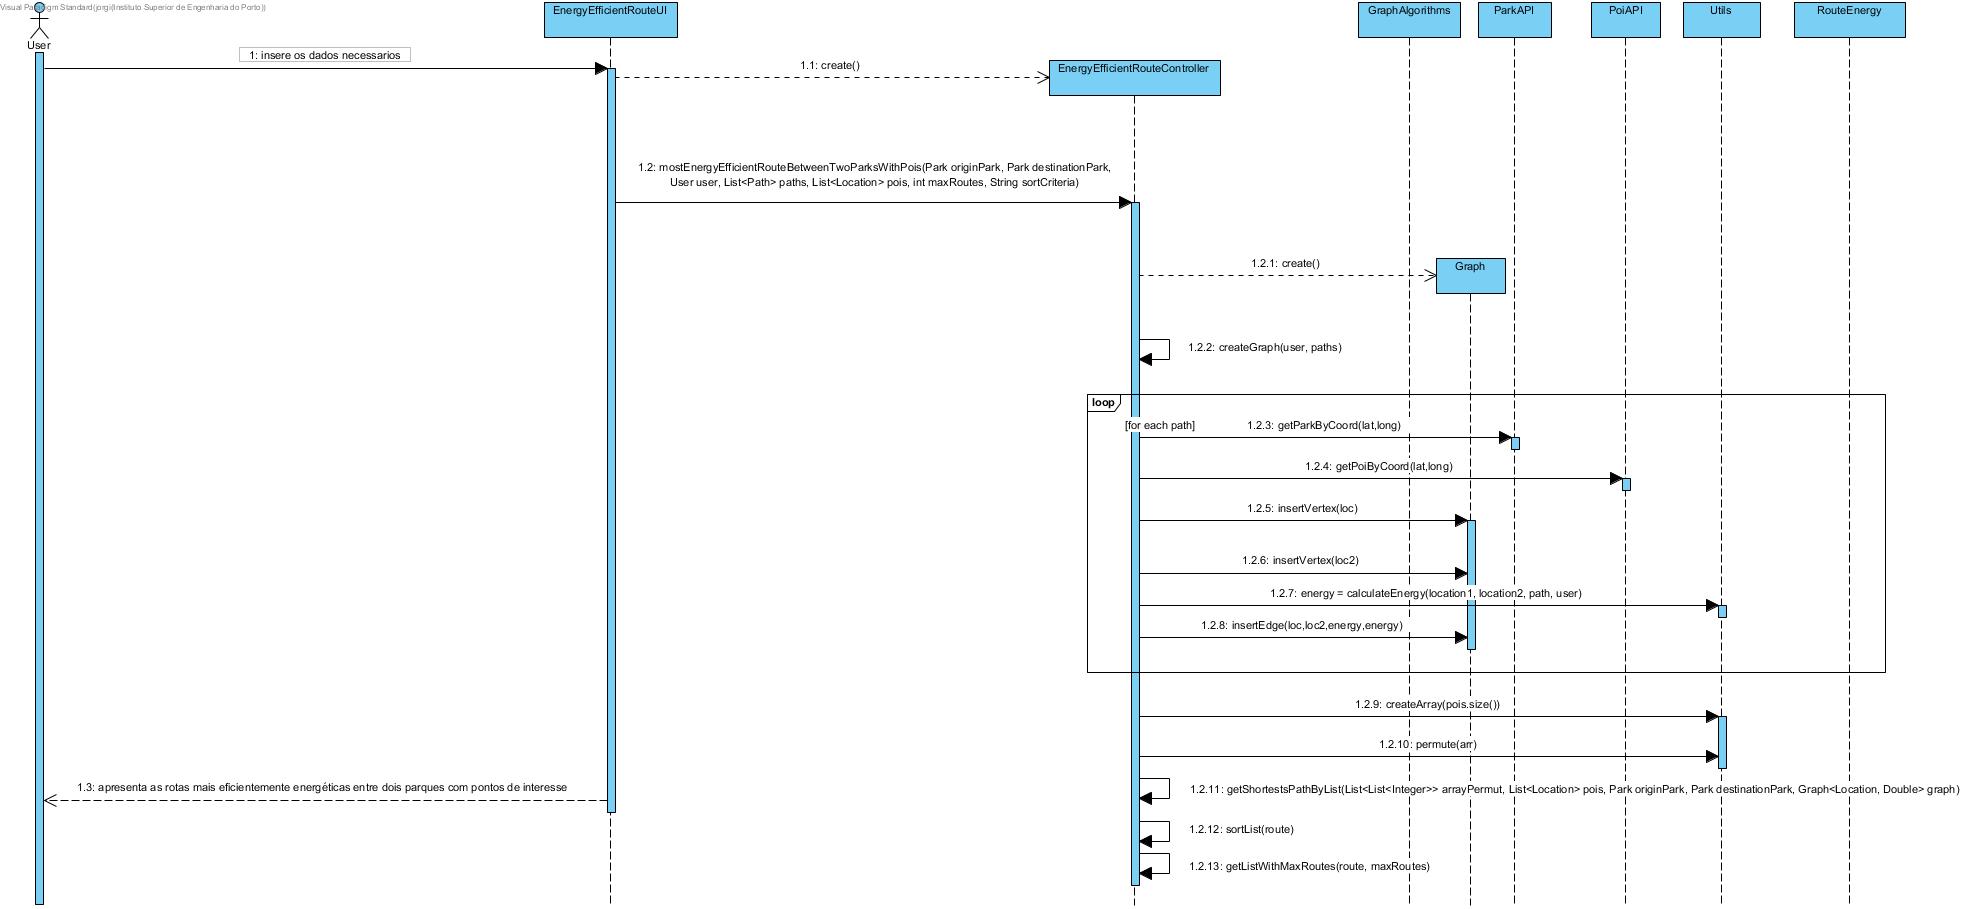 Visual Paradigm Standard(jorgi(Instituto Superior de Engenharia do Porto))
User
EnergyEfficientRouteUI
GraphAlgorithms
ParkAPI
PoiAPI
Utils
RouteEnergy
1: insere os dados necessarios
1.1: create()
EnergyEfficientRouteController
1.2: mostEnergyEfficientRouteBetweenTwoParksWithPois(Park originPark, Park destinationPark,
User user, List<Path> paths, List<Location> pois, int maxRoutes, String sortCriteria)
1.2.1: create()
Graph
1.2.2: createGraph(user, paths)
loop
[for each path]
1.2.3: getParkByCoord(lat,long)
1.2.4: getPoiByCoord(lat,long)
1.2.5: insertVertex(loc)
1.2.6: insertVertex(loc2)
1.2.7: energy = calculateEnergy(location1, location2, path, user)
1.2.8: insertEdge(loc,loc2,energy,energy)
1.2.9: createArray(pois.size())
1.2.10: permute(arr)
1.3: apresenta as rotas mais eficientemente energéticas entre dois parques com pontos de interesse
1.2.11: getShortestsPathByList(List<List<Integer>> arrayPermut, List<Location> pois, Park originPark, Park destinationPark, Graph<Location, Double> graph)
1.2.12: sortList(route)
1.2.13: getListWithMaxRoutes(route, maxRoutes)